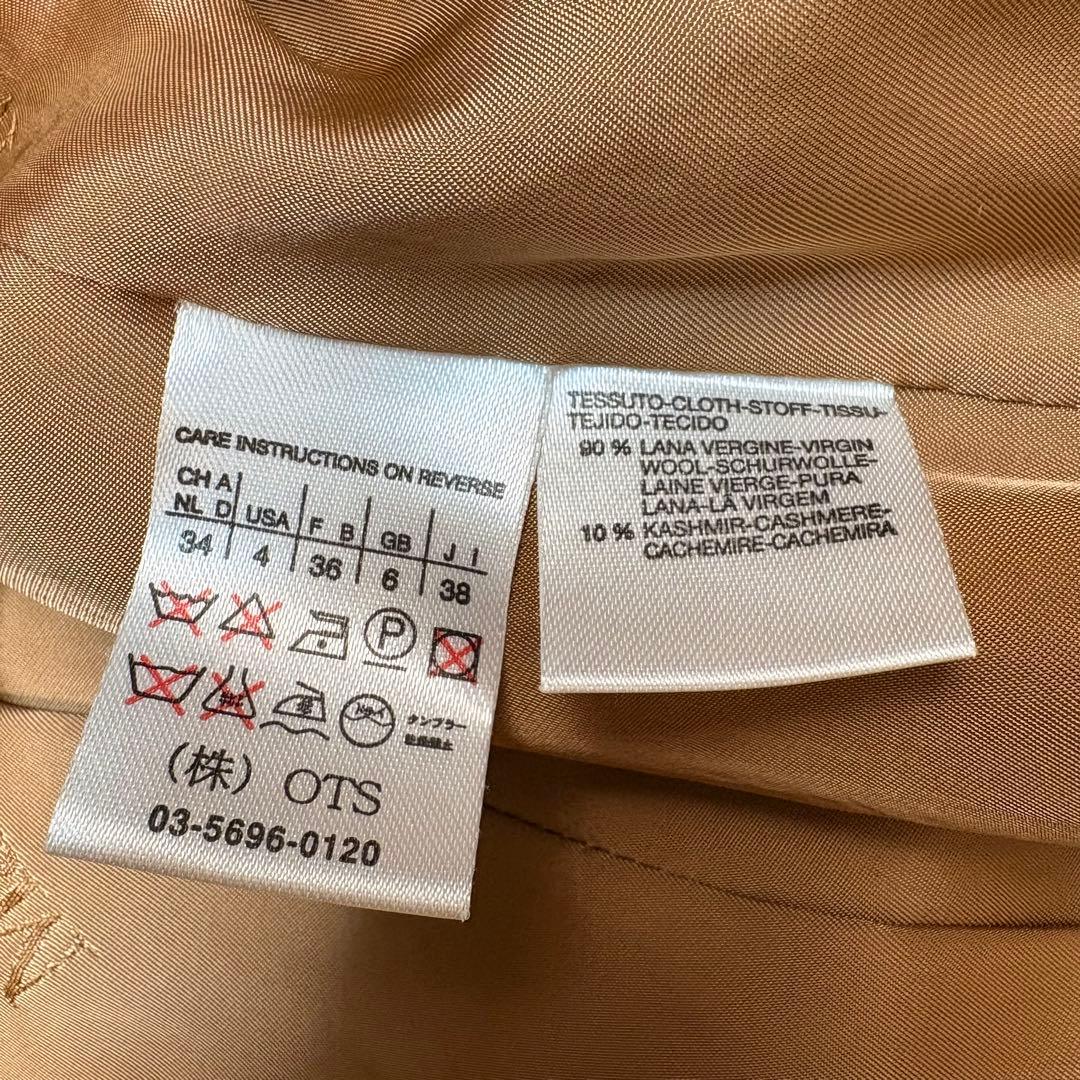 CARE INSTRUCTIONS ON REVERSE
CH A USA F B GB J I
NL D
34 4 36 6 38
P
タンブラー
乾燥禁止
(株) OTS
03-5696-0120
TESSUTO-CLOTH-STOFF-TISSU-
TEJIDO-TECIDO
90 % LANA VERGINE-VIRGIN
WOOL-SCHURWOLLE-
LAINE VIERGE-PURA
LANA-LÃ VIRGEM
10 % KASHMIR-CASHMERE-
CACHEMIRE-CACHEMIRA